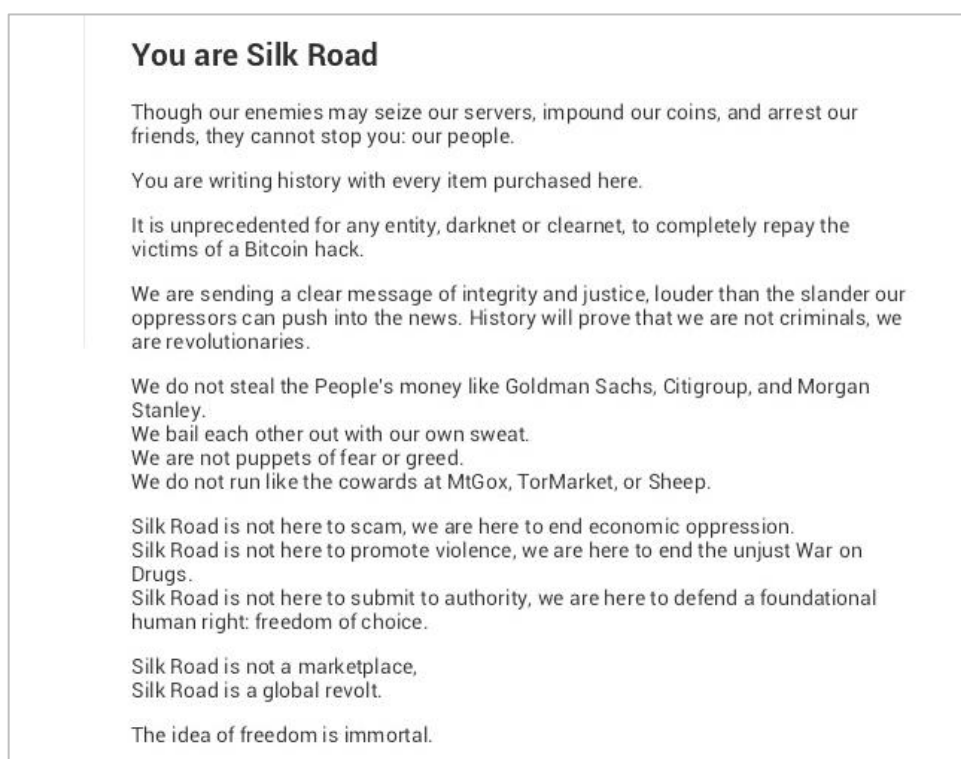 You are Silk Road
Though our enemies may seize our servers, impound our coins, and arrest our
friends, they cannot stop you: our people.
You are writing history with every item purchased here.
It is unprecedented for any entity, darknet or clearnet, to completely repay the
victims of a Bitcoin hack.
We are sending a clear message of integrity and justice, louder than the slander our
oppressors can push into the news. History will prove that we are not criminals, we
are revolutionaries.
We do not steal the People's money like Goldman Sachs, Citigroup, and Morgan
Stanley.
We bail each other out with our own sweat.
We are not puppets of fear or greed.
We do not run like the cowards at MtGox, TorMarket, or Sheep.
Silk Road is not here to scam, we are here to end economic oppression.
Silk Road is not here to promote violence, we are here to end the unjust War on
Drugs.
Silk Road is not here to submit to authority, we are here to defend a foundational
human right: freedom of choice.
Silk Road is not a marketplace,
Silk Road is a global revolt.
The idea of freedom is immortal.